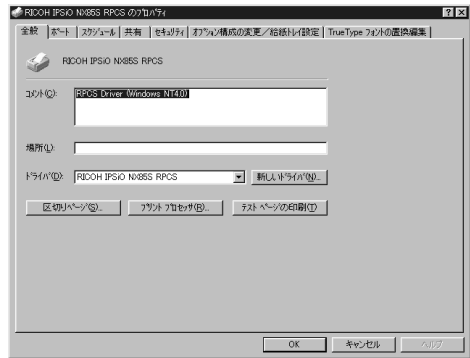 RICOH IPSiO NX85S RPCS のプロパティ
全般 ポート スケジュール 共有 セキュリティ オプション構成の変更／給紙トレイ設定 TrueType フォントの置換編集
RICOH IPSiO NX85S RPCS
コメント(C): RPCS Driver (Windows NT4.0)
場所(L):
ドライバ(D): RICOH IPSiO NX85S RPCS 新しいドライバ(N)...
区切りページ(S)... プリント プロセッサ(R)... テスト ページの印刷(T)
OK キャンセル ヘルプ